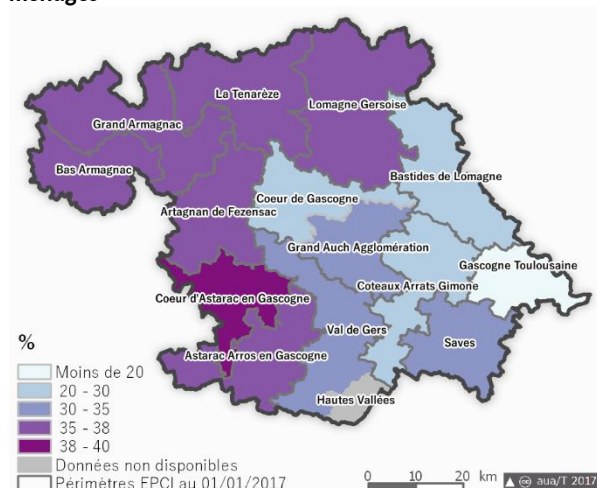 ménages
La Tenarèze
Lomagne Gersoise
Grand Armagnac
Bas Armagnac
Bastides de Lomagne
Coeur de Gascogne
Artagnan de Fezensac
Grand Auch Agglomération
Gascogne Toulousaine
Coteaux Arrats Gimone
Coeur d'Astarac en Gascogne
Val de Gers
Saves
Astarac Arros en Gascogne
Hautes Vallées
%
Moins de 20
20 - 30
30 - 35
35 - 38
38 - 40
Données non disponibles
Périmètres EPCI au 01/01/2017
0 10 20 km
cc aua/T 2017